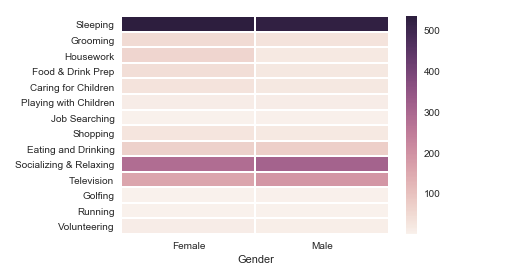 Sleeping
Grooming
Housework
Food & Drink Prep
Caring for Children
Playing with Children
Job Searching
Shopping
Eating and Drinking
Socializing & Relaxing
Television
Golfing
Running
Volunteering
Female
Male
Gender
500
400
300
200
100